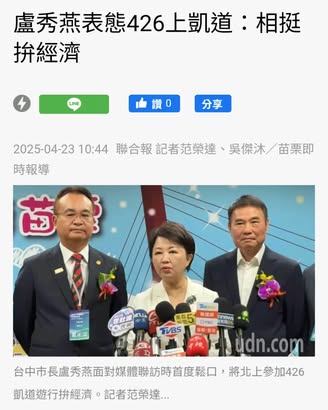 盧秀燕表態426上凱道：相挺
拚經濟
讚 0
分享
2025-04-23 10:44 聯合報 記者范榮達、吳傑沐／苗栗即
時報導
苗栗
TVBS
udn.com
台中市長盧秀燕面對媒體聯訪時首度鬆口，將北上參加426
凱道遊行拚經濟。記者范榮達...